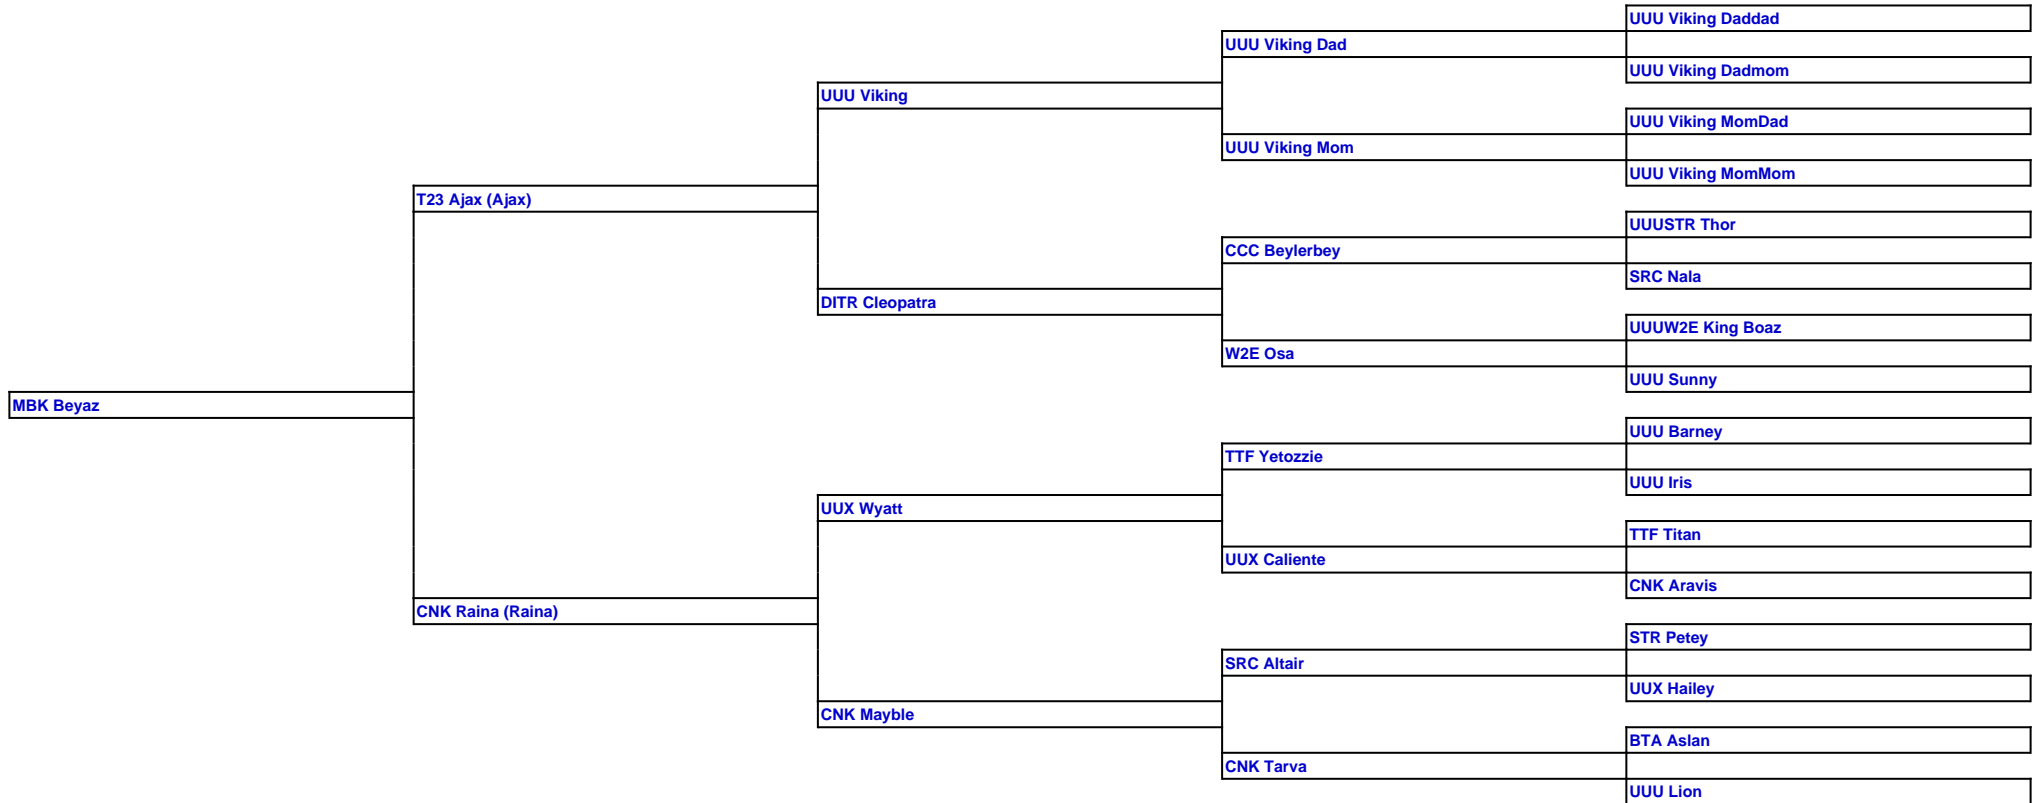 UUU Viking Daddad
UUU Viking Dad
UUU Viking Dadmom
UUU Viking
UUU Viking MomDad
UUU Viking Mom
UUU Viking MomMom
T23 Ajax (Ajax)
UUUSTR Thor
CCC Beylerbey
SRC Nala
DITR Cleopatra
UUUW2E King Boaz
W2E Osa
UUU Sunny
MBK Beyaz
UUU Barney
TTF Yetozzie
UUU Iris
UUX Wyatt
TTF Titan
UUX Caliente
CNK Aravis
CNK Raina (Raina)
STR Petey
SRC Altair
UUX Hailey
CNK Mayble
BTA Aslan
CNK Tarva
UUU Lion